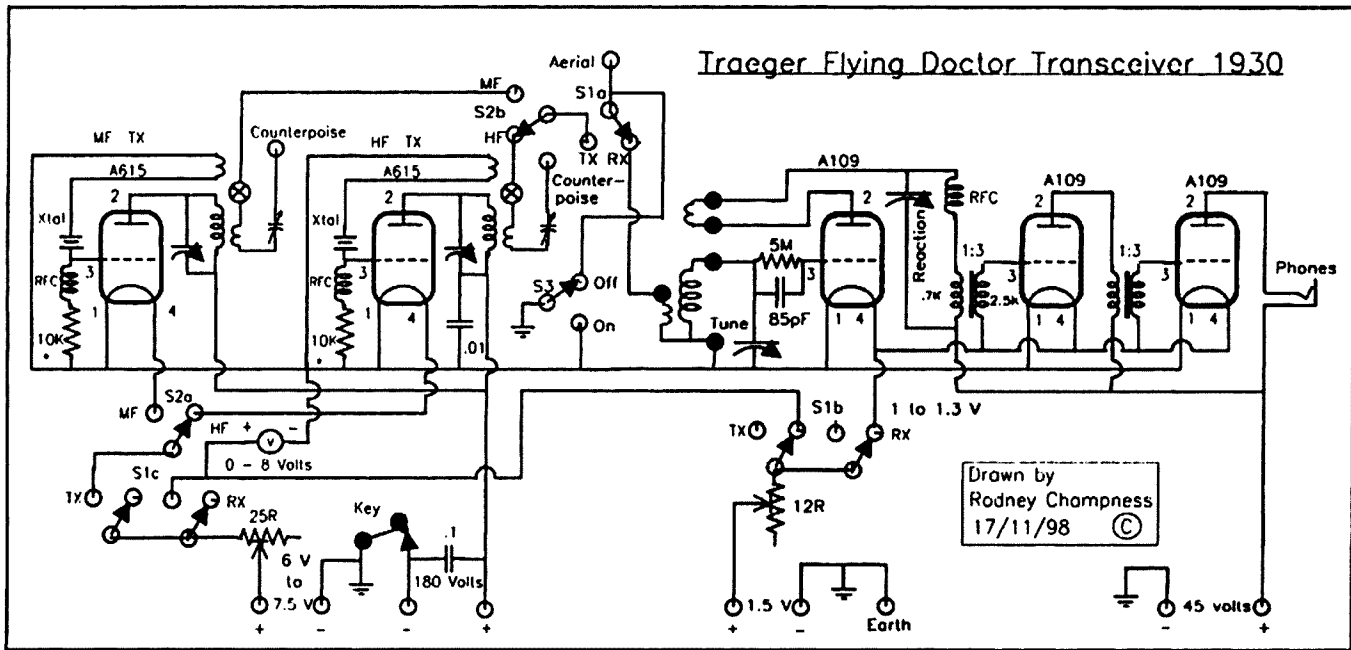 Traeger Flying Doctor Transceiver 1930
Aerial
MF
S1a
S2b
HF
TX
RX
MF TX
Counterpoise
HF TX
A615
A615
Counter-
poise
A109
A109
A109
2
2
2
2
2
Xtal
Xtal
RFC
5M
Reaction
1:3
1:3
3
3
3
3
3
RFC
RFC
S3
Off
85pF
.7K
2.5k
Phones
1
4
1
4
1
4
1
4
1
4
On
Tune
10K
10K
.01
+
+
MF
S2a
S1b
1 to 1.3 V
HF
+
V
-
TX
RX
0 - 8 Volts
S1c
TX
RX
25R
Key
12R
Drawn by
Rodney Champness
17/11/98 ©
6 V
to
7.5 V
.1
180 Volts
1.5 V
Earth
45 volts
+
-
-
+
+
-
-
+